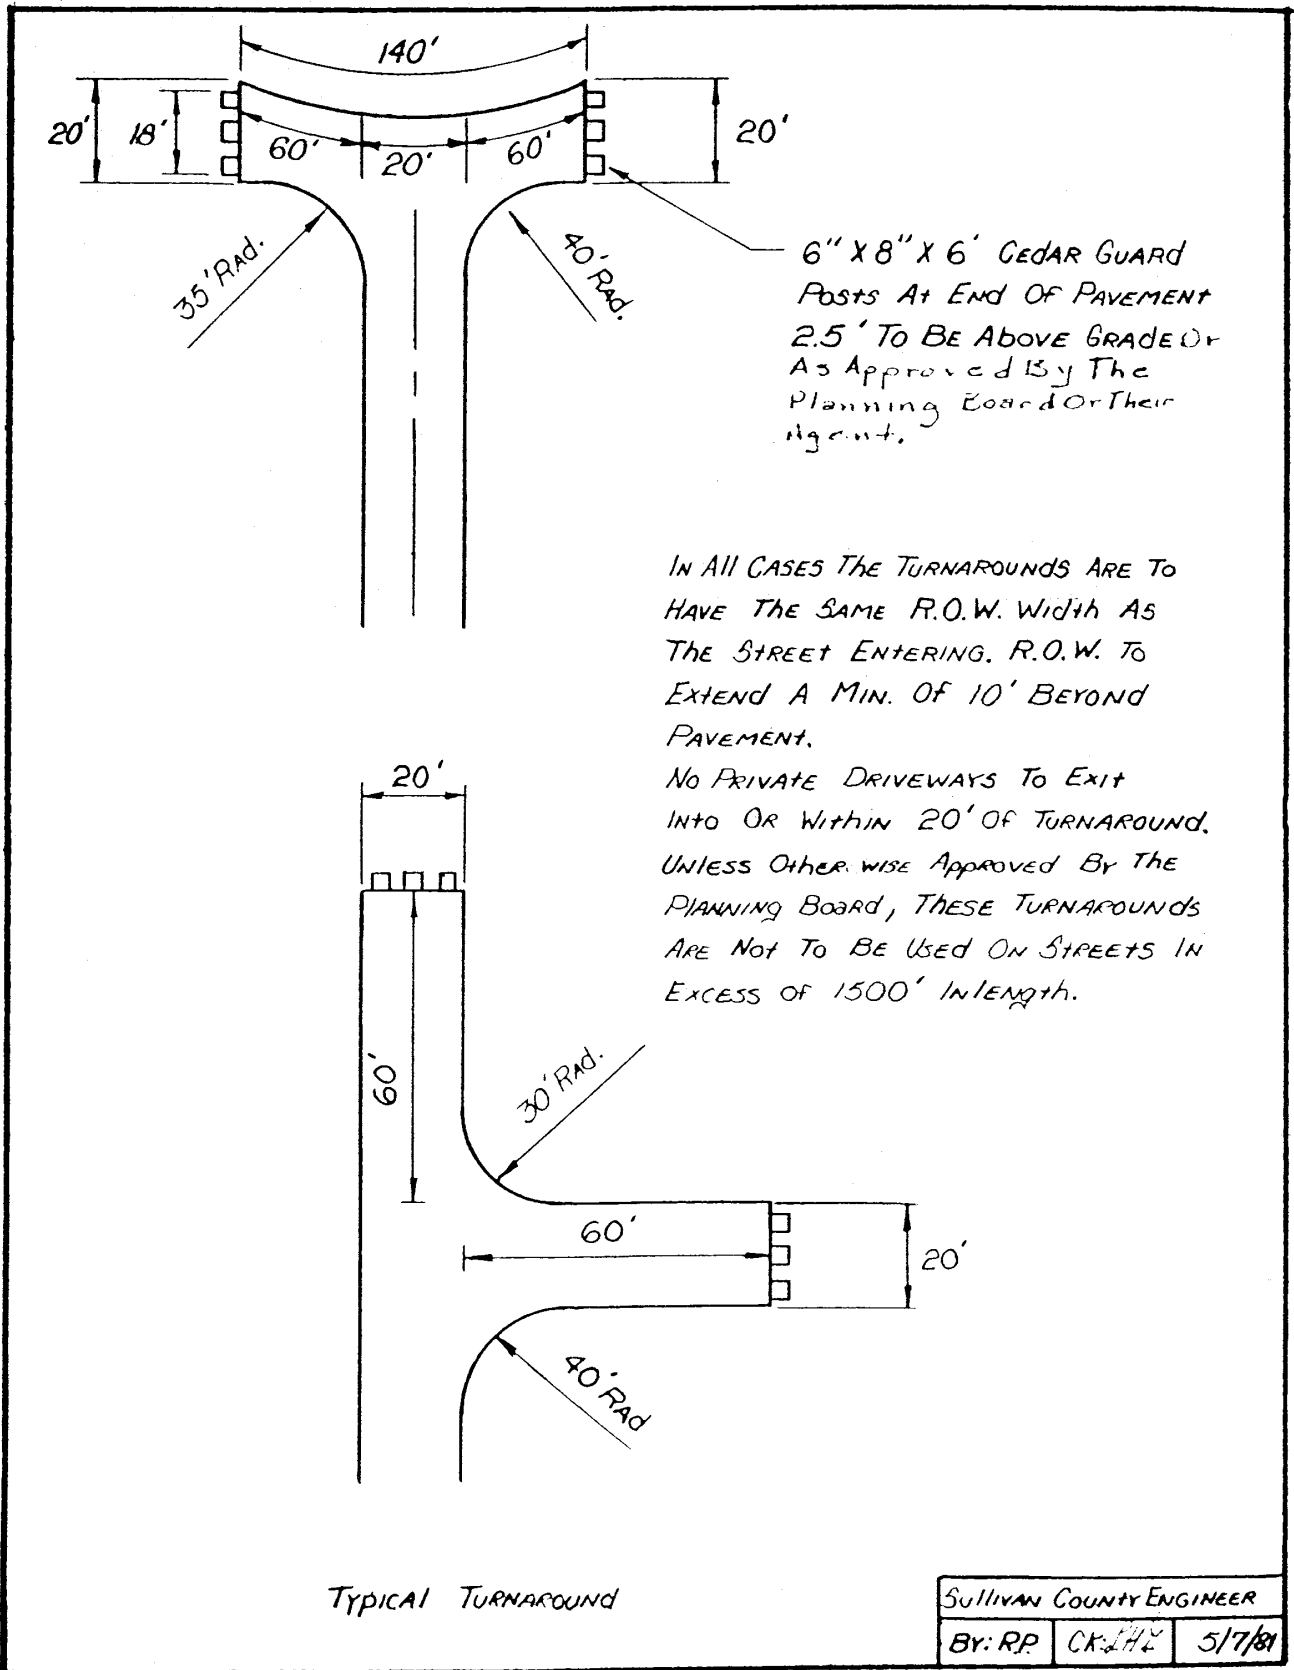 140'
20'
18'
60'
20'
60'
20'
35' RAD.
40' RAD.
6" X 8" X 6' CEDAR GUARD
POSTS At END OF PAVEMENT
2.5' TO BE ABOVE GRADE Or
As Approved By The
Planning Board Or Their
Agent.
IN All CASES THE TURNAROUNDS ARE TO
HAVE THE SAME R.O.W. Width AS
THE StREEt ENtERING. R.O.W. TO
EXtEND A MIN. OF 10' BEYOND
PAVEMENt.
NO PRIVATE DRIVEWAYS TO EXIt
INtO OR WithiN 20' OF TURNAROUND.
UNLESS OthER WISE APPROVED BY THE
PlANNING BOARD, THESE TURNAROUNDS
ARE Not TO BE USED ON StREEtS IN
EXCESS OF 1500' IN lENGth.
20'
60'
30' RAD.
60'
20'
40' RAD
TYPICAl TURNAROUND
SullIVAN COUNtY ENGINEER
BY: R.P.
CK:
5/7/81